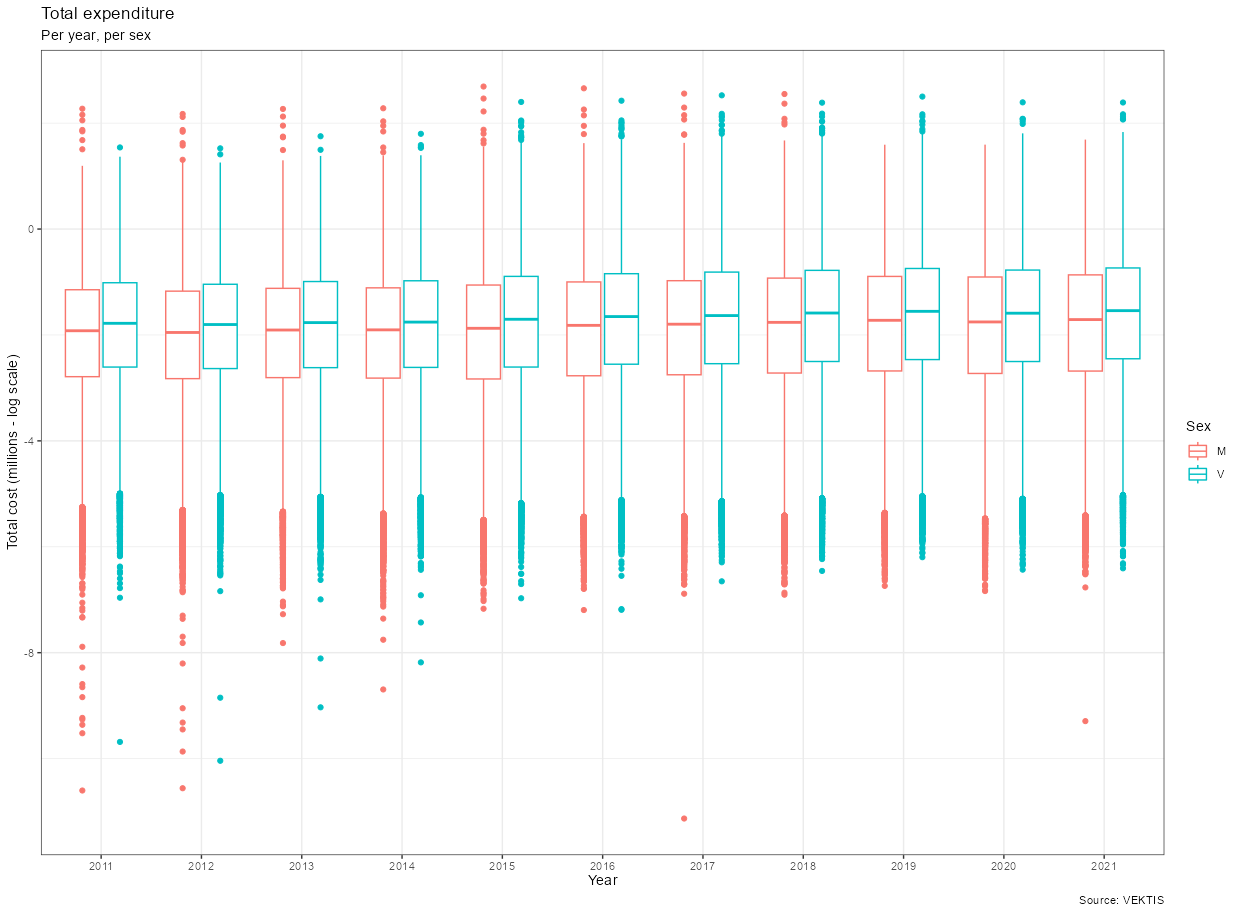 Total expenditure
Per year, per sex
Total cost (millions - log scale)
0
-4
-8
2011 2012 2013 2014 2015 2016 2017 2018 2019 2020 2021
Year
Sex
M
V
Source: VEKTIS